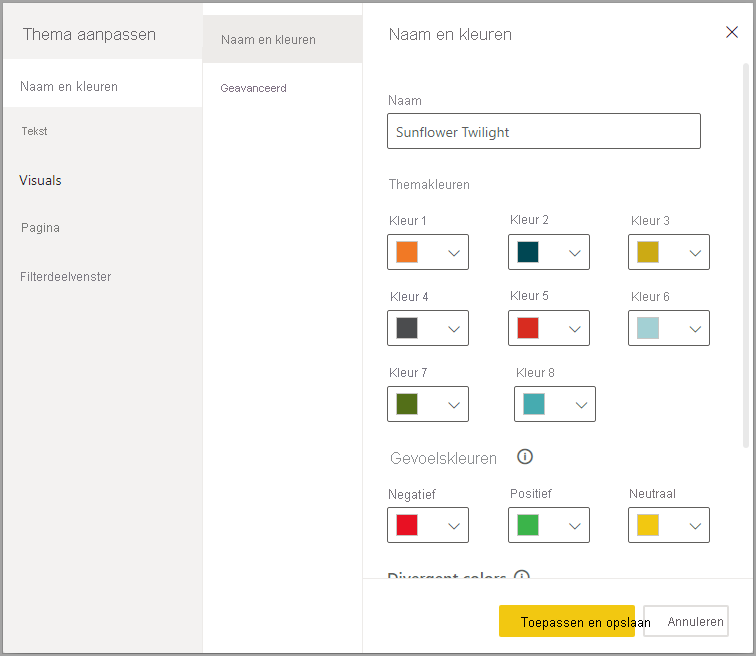 Thema aanpassen
Naam en kleuren
Tekst
Visuals
Pagina
Filterdeelvenster
Naam en kleuren
Geavanceerd
Naam en kleuren
Naam
Sunflower Twilight
Themakleuren
Kleur 1 Kleur 2 Kleur 3
Kleur 4 Kleur 5 Kleur 6
Kleur 7 Kleur 8
Gevoelskleuren
Negatief Positief Neutraal
Divergent colors
Toepassen en opslaan Annuleren